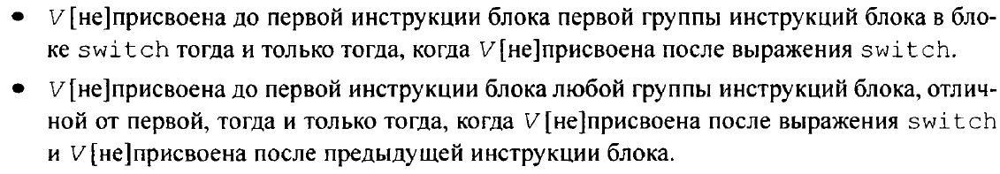 • V [не]присвоена до первой инструкции блока первой группы инструкций блока в бло-
ке switch тогда и только тогда, когда V [не]присвоена после выражения switch.
• V [не]присвоена до первой инструкции блока любой группы инструкций блока, отлич-
ной от первой, тогда и только тогда, когда V [не]присвоена после выражения switch
и V [не]присвоена после предыдущей инструкции блока.